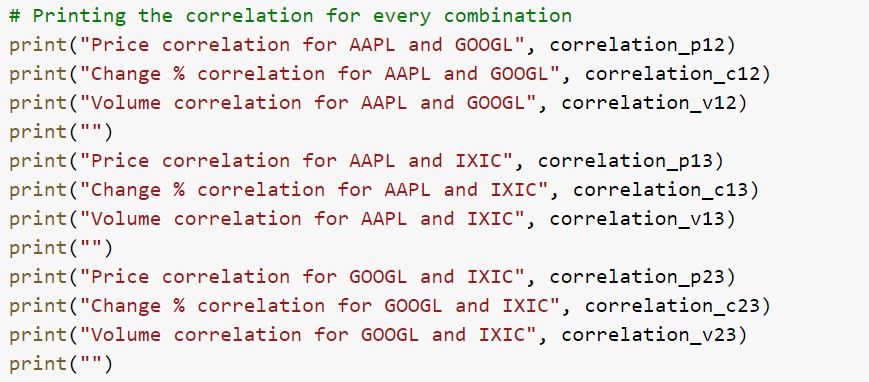 # Printing the correlation for every combination
print("Price correlation for AAPL and GOOGL", correlation_p12)
print("Change % correlation for AAPL and GOOGL", correlation_c12)
print("Volume correlation for AAPL and GOOGL", correlation_v12)
print("")
print("Price correlation for AAPL and IXIC", correlation_p13)
print("Change % correlation for AAPL and IXIC", correlation_c13)
print("Volume correlation for AAPL and IXIC", correlation_v13)
print("")
print("Price correlation for GOOGL and IXIC", correlation_p23)
print("Change % correlation for GOOGL and IXIC", correlation_c23)
print("Volume correlation for GOOGL and IXIC", correlation_v23)
print("")